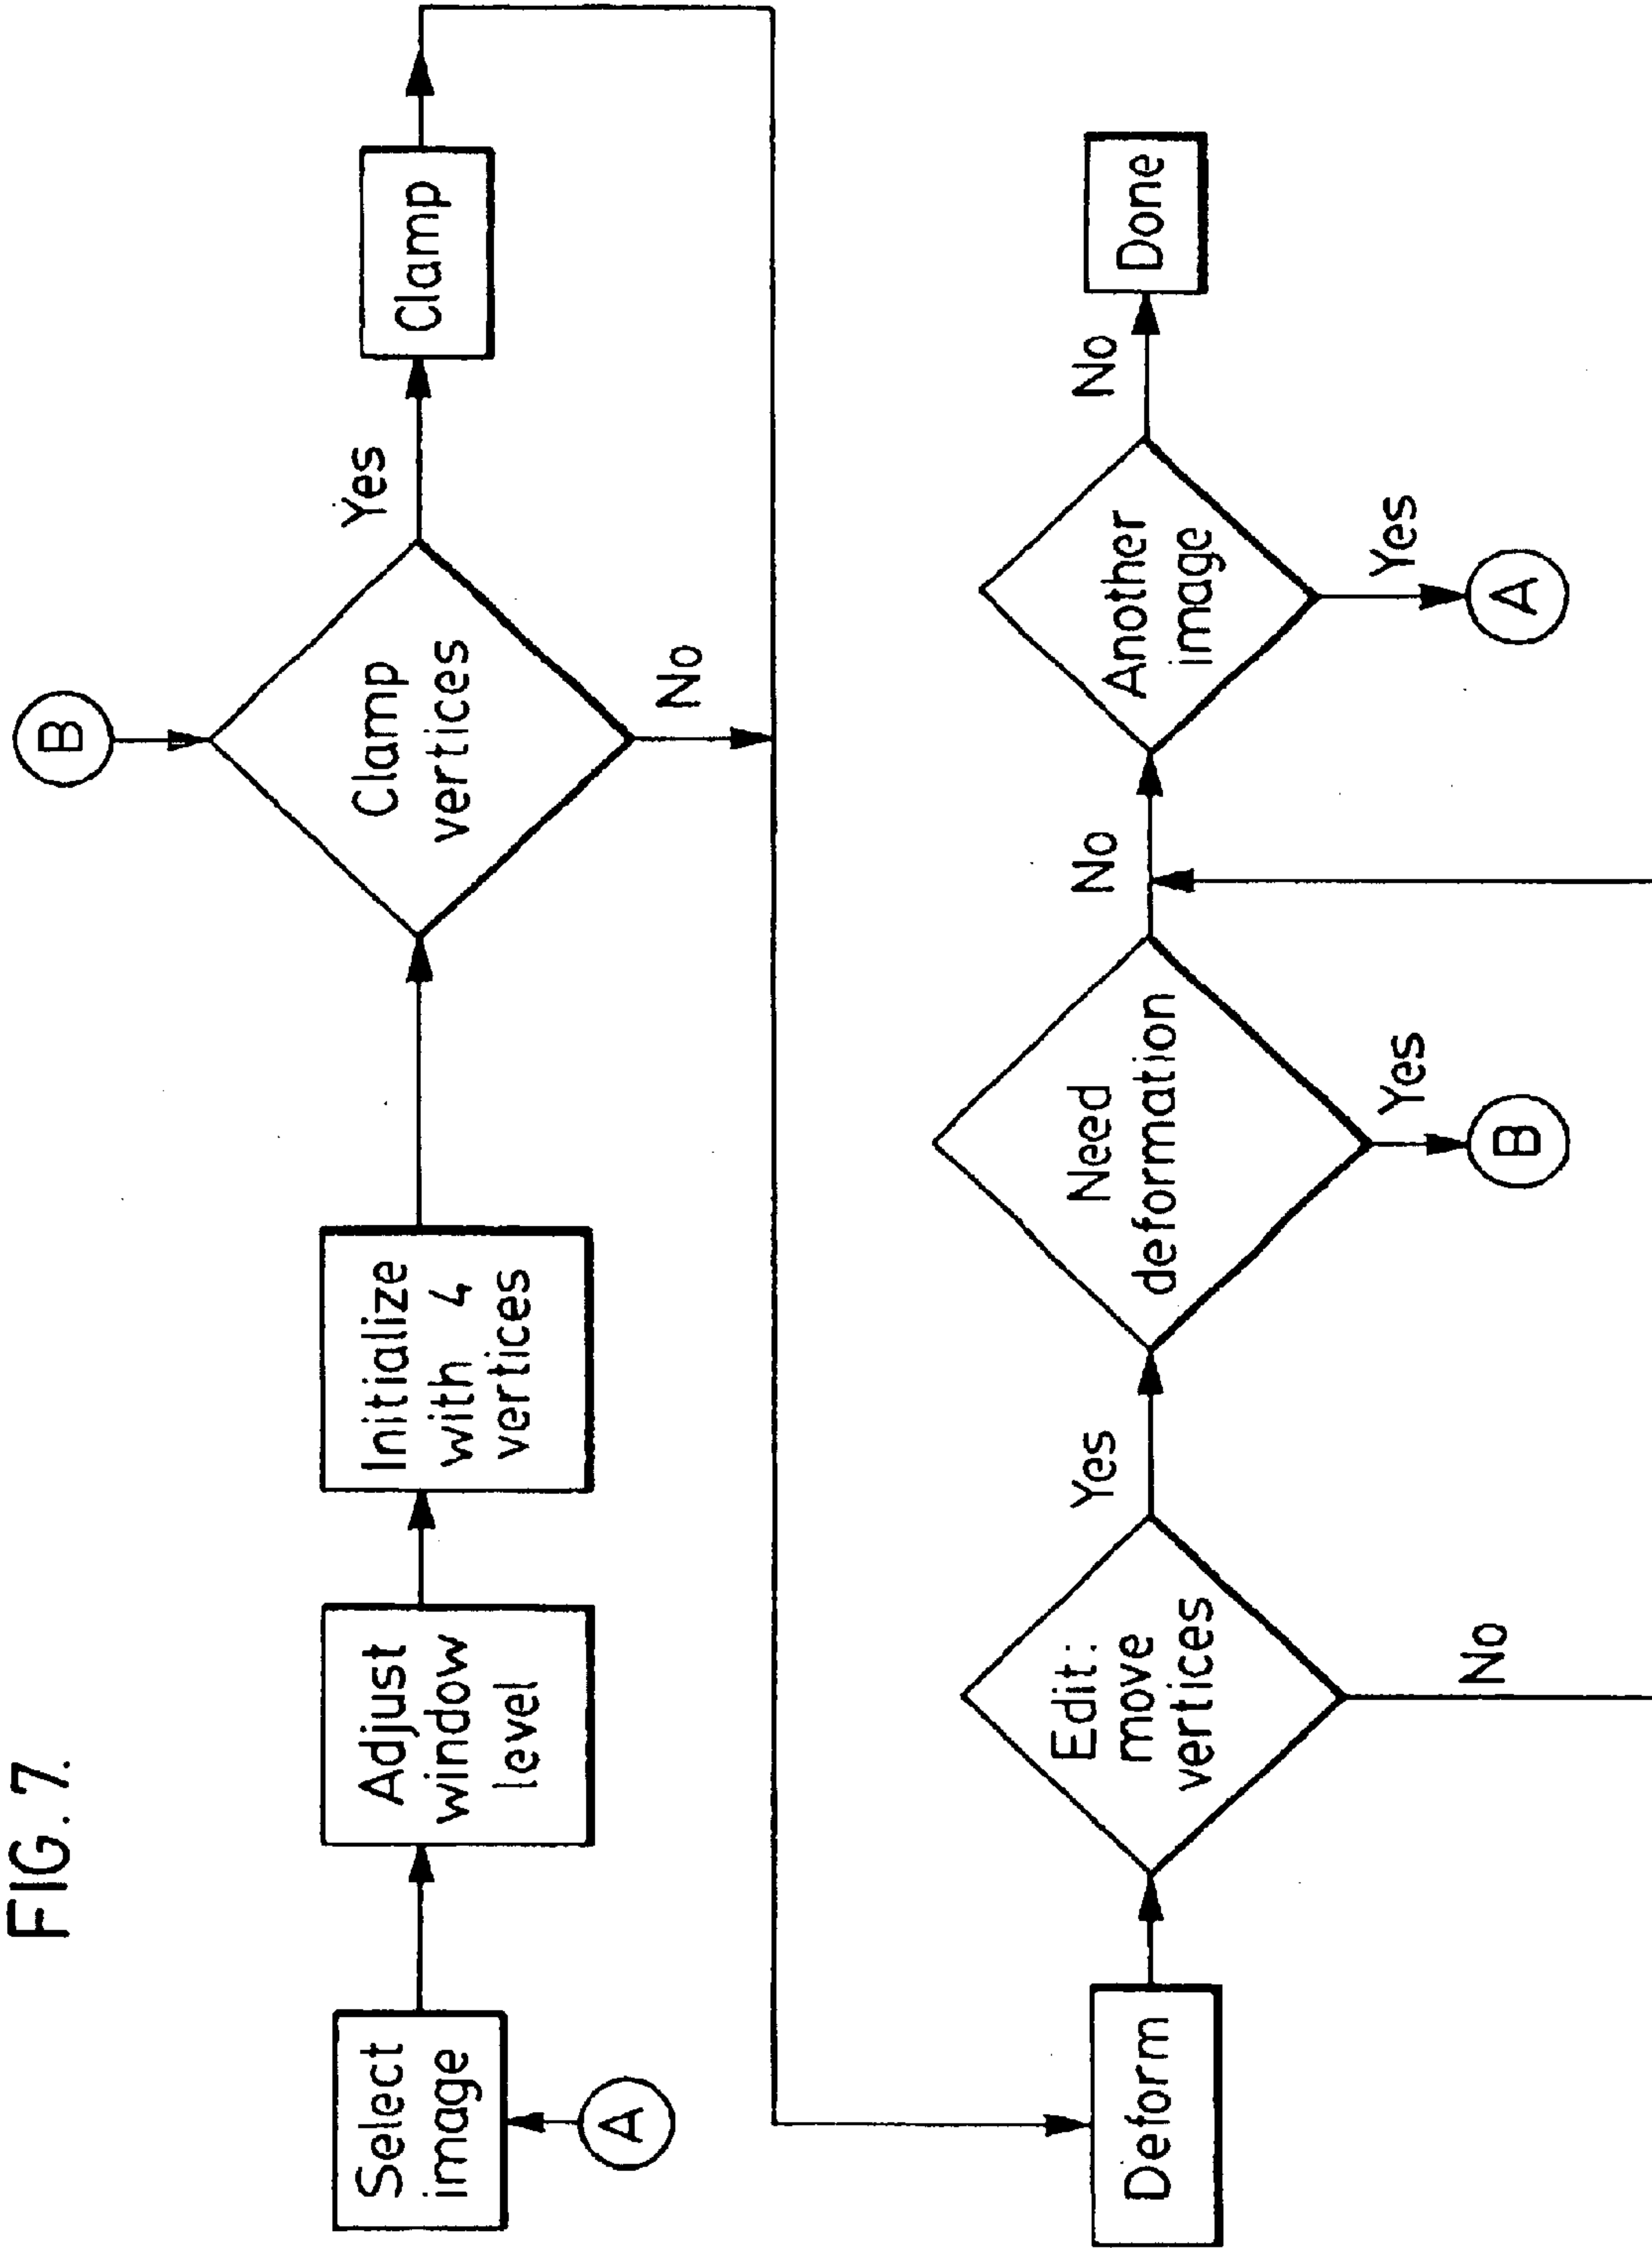 FIG. 7.
B
Select
image
Adjust
window
level
Initialize
with 4
vertices
Clamp
vertices
Yes
Clamp
No
A
Deform
Edit:
move
vertices
Yes
Need
deformation
No
Another
image
No
Done
No
Yes
B
Yes
A